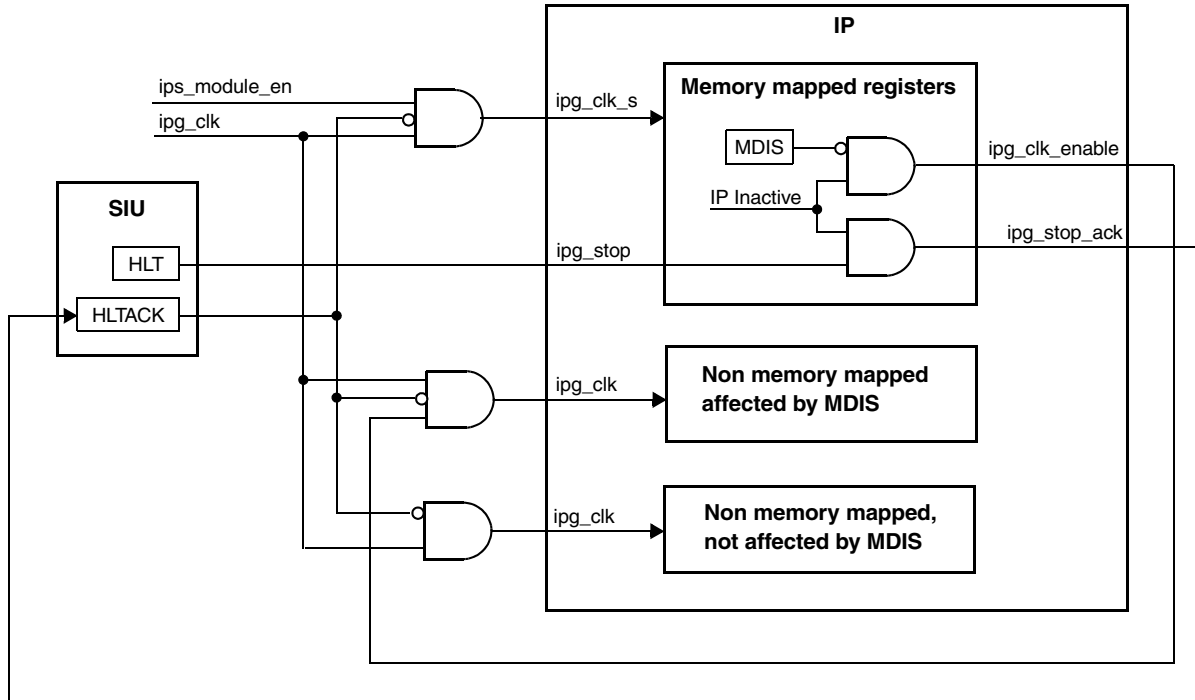 IP
ips_module_en
ipg_clk
ipg_clk_s
Memory mapped registers
MDIS
IP Inactive
ipg_clk_enable
ipg_stop_ack
SIU
HLT
HLTACK
ipg_stop
ipg_clk
Non memory mapped
affected by MDIS
ipg_clk
Non memory mapped,
not affected by MDIS